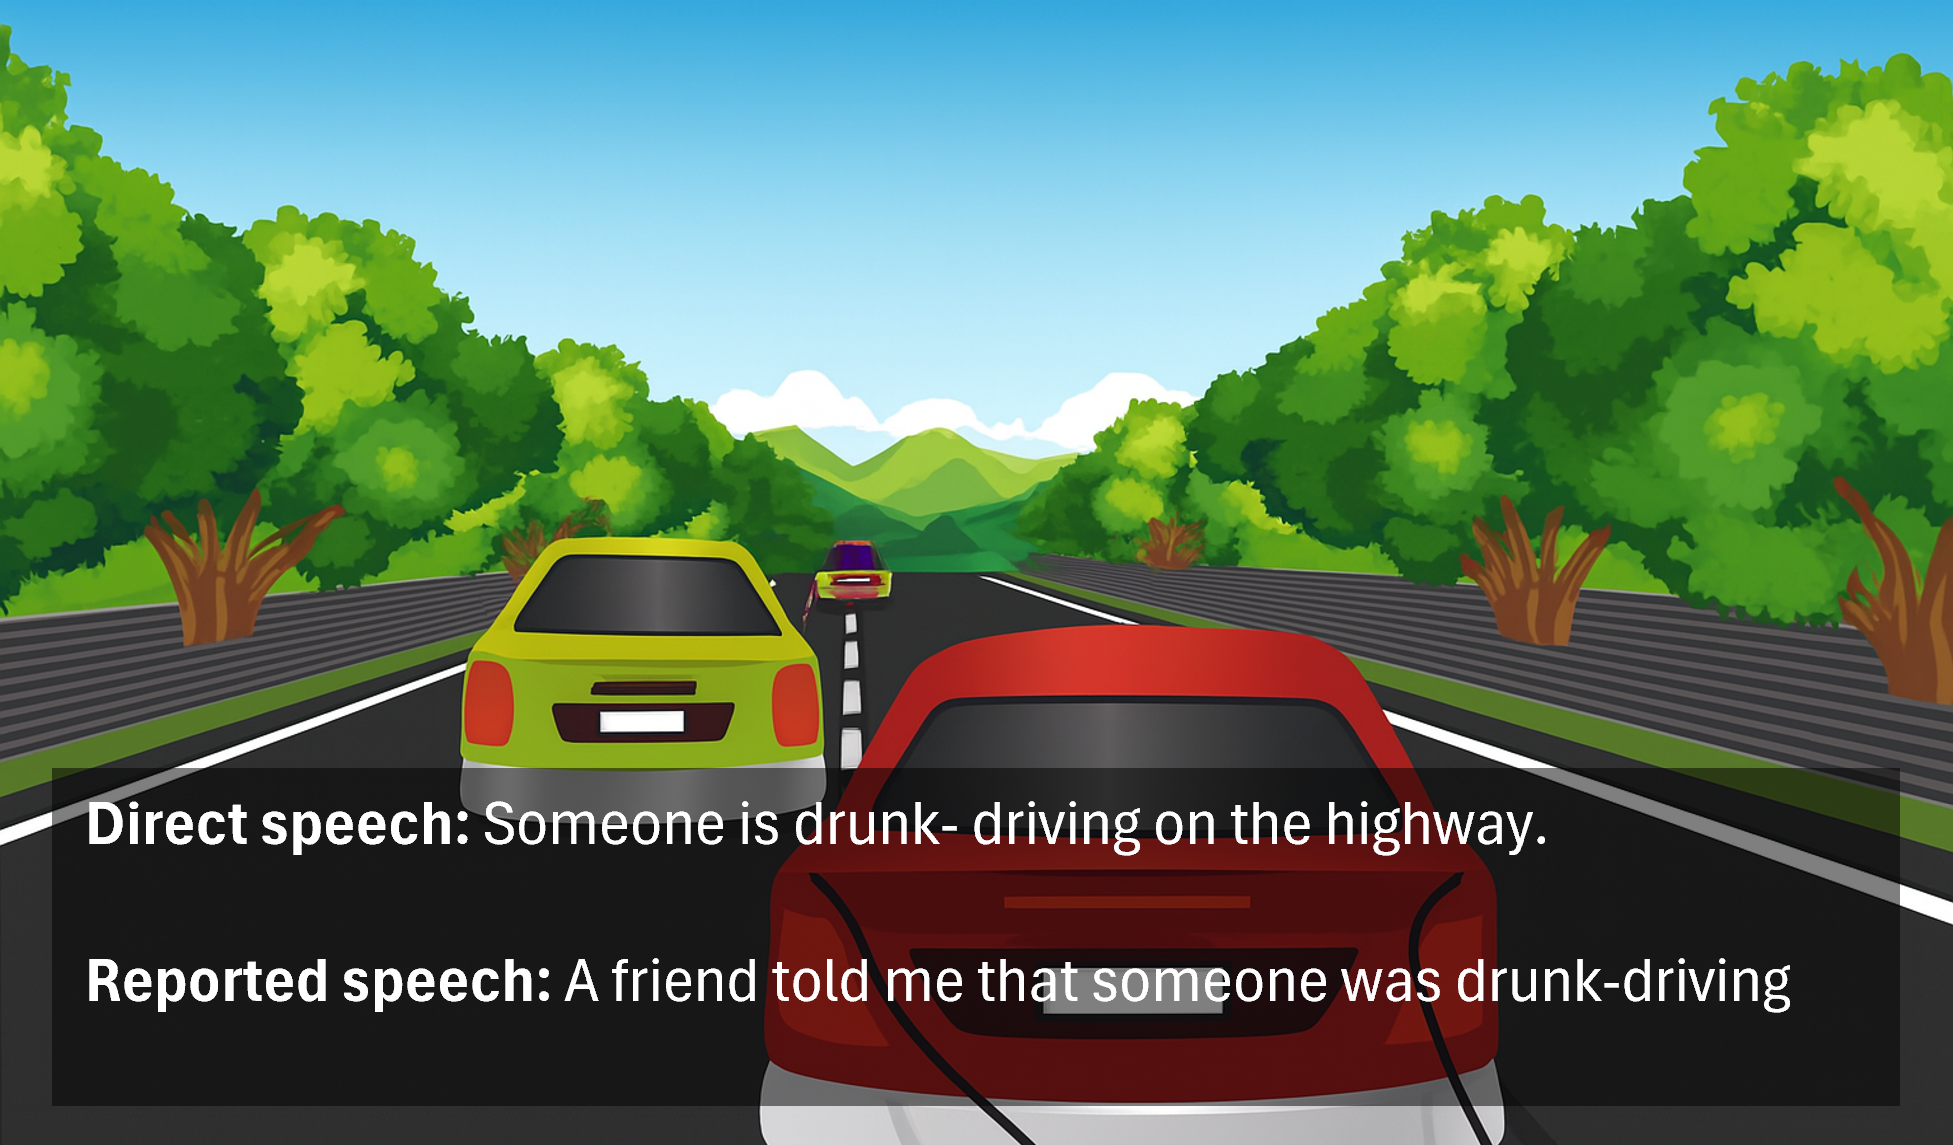 Direct speech: Someone is drunk- driving on the highway.
Reported speech: A friend told me that someone was drunk-driving